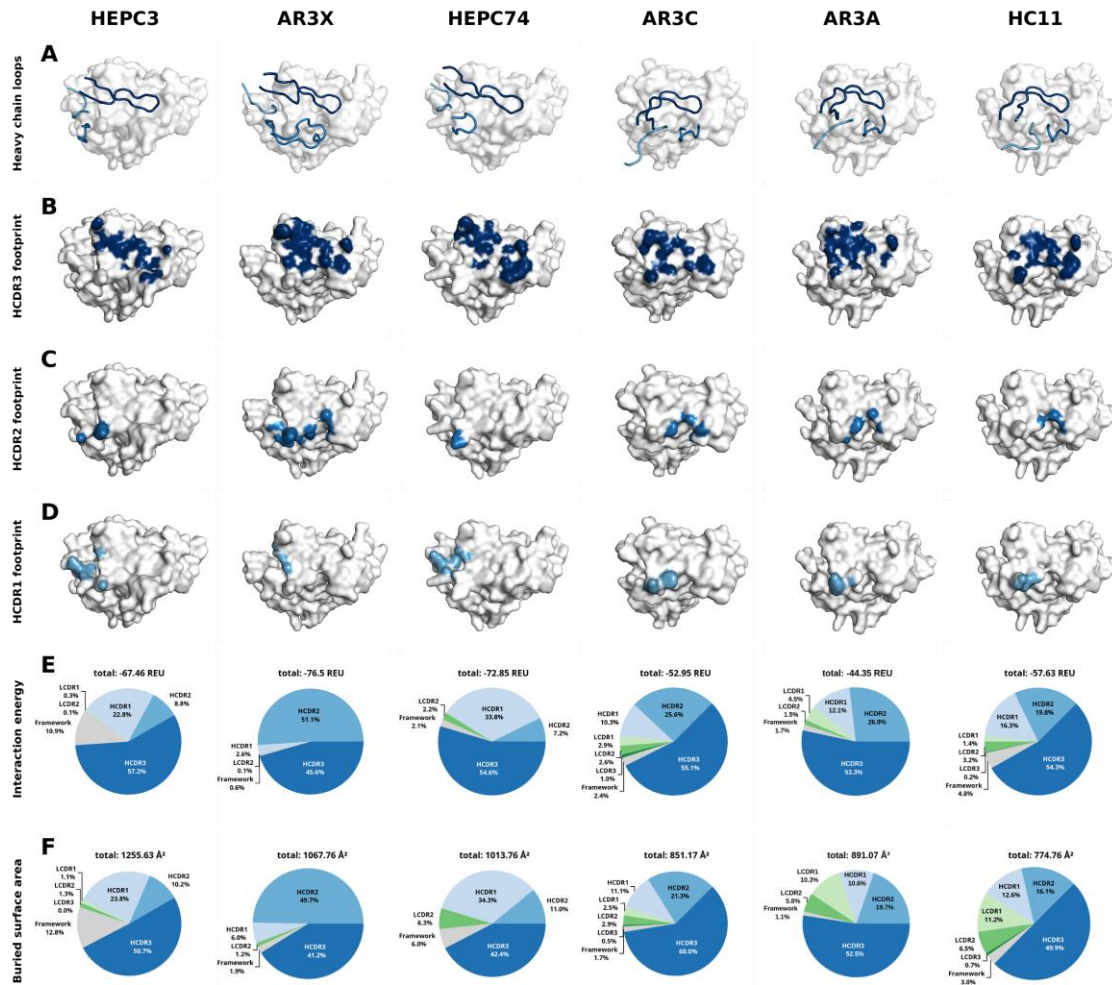 HEPC3 AR3X HEPC74 AR3C AR3A HC11
A
Heavy chain loops
B
HCDR3 footprint
C
HCDR2 footprint
D
HCDR1 footprint
E
Interaction energy
total: -67.46 REU
LCDR1
0.3%
LCDR2
0.1%
Framework
10.9%
HCDR1
22.8%
HCDR2
8.8%
HCDR3
57.2%
total: -76.5 REU
HCDR2
51.1%
HCDR1
2.6%
LCDR2
0.1%
Framework
0.6%
HCDR3
45.6%
total: -72.85 REU
LCDR2
2.2%
Framework
2.1%
HCDR1
33.8%
HCDR2
7.2%
HCDR3
54.6%
total: -52.95 REU
HCDR1
10.3%
HCDR2
25.6%
LCDR1
2.9%
LCDR2
2.6%
LCDR3
1.0%
Framework
2.4%
HCDR3
55.1%
total: -44.35 REU
LCDR1
4.5%
LCDR2
1.5%
Framework
1.7%
HCDR1
12.1%
HCDR2
26.9%
HCDR3
53.3%
total: -57.63 REU
HCDR1
16.3%
HCDR2
19.8%
LCDR1
1.4%
LCDR2
3.2%
LCDR3
0.2%
Framework
4.8%
HCDR3
54.3%
F
Buried surface area
total: 1255.63 Å²
LCDR1
1.1%
LCDR2
1.3%
LCDR3
0.0%
Framework
12.8%
HCDR1
23.8%
HCDR2
10.2%
HCDR3
50.7%
total: 1067.76 Å²
HCDR2
49.7%
HCDR1
6.0%
LCDR2
1.2%
Framework
1.9%
HCDR3
41.2%
total: 1013.76 Å²
HCDR1
34.3%
HCDR2
11.0%
LCDR2
6.3%
Framework
6.0%
HCDR3
42.4%
total: 851.17 Å²
HCDR1
11.1%
HCDR2
21.3%
LCDR1
2.5%
LCDR2
2.9%
LCDR3
0.5%
Framework
1.7%
HCDR3
60.0%
total: 891.07 Å²
LCDR1
10.3%
LCDR2
5.8%
Framework
1.1%
HCDR1
10.6%
HCDR2
19.7%
HCDR3
52.5%
total: 774.76 Å²
HCDR1
12.6%
HCDR2
16.1%
LCDR1
11.2%
LCDR2
6.5%
LCDR3
0.7%
Framework
3.0%
HCDR3
49.9%